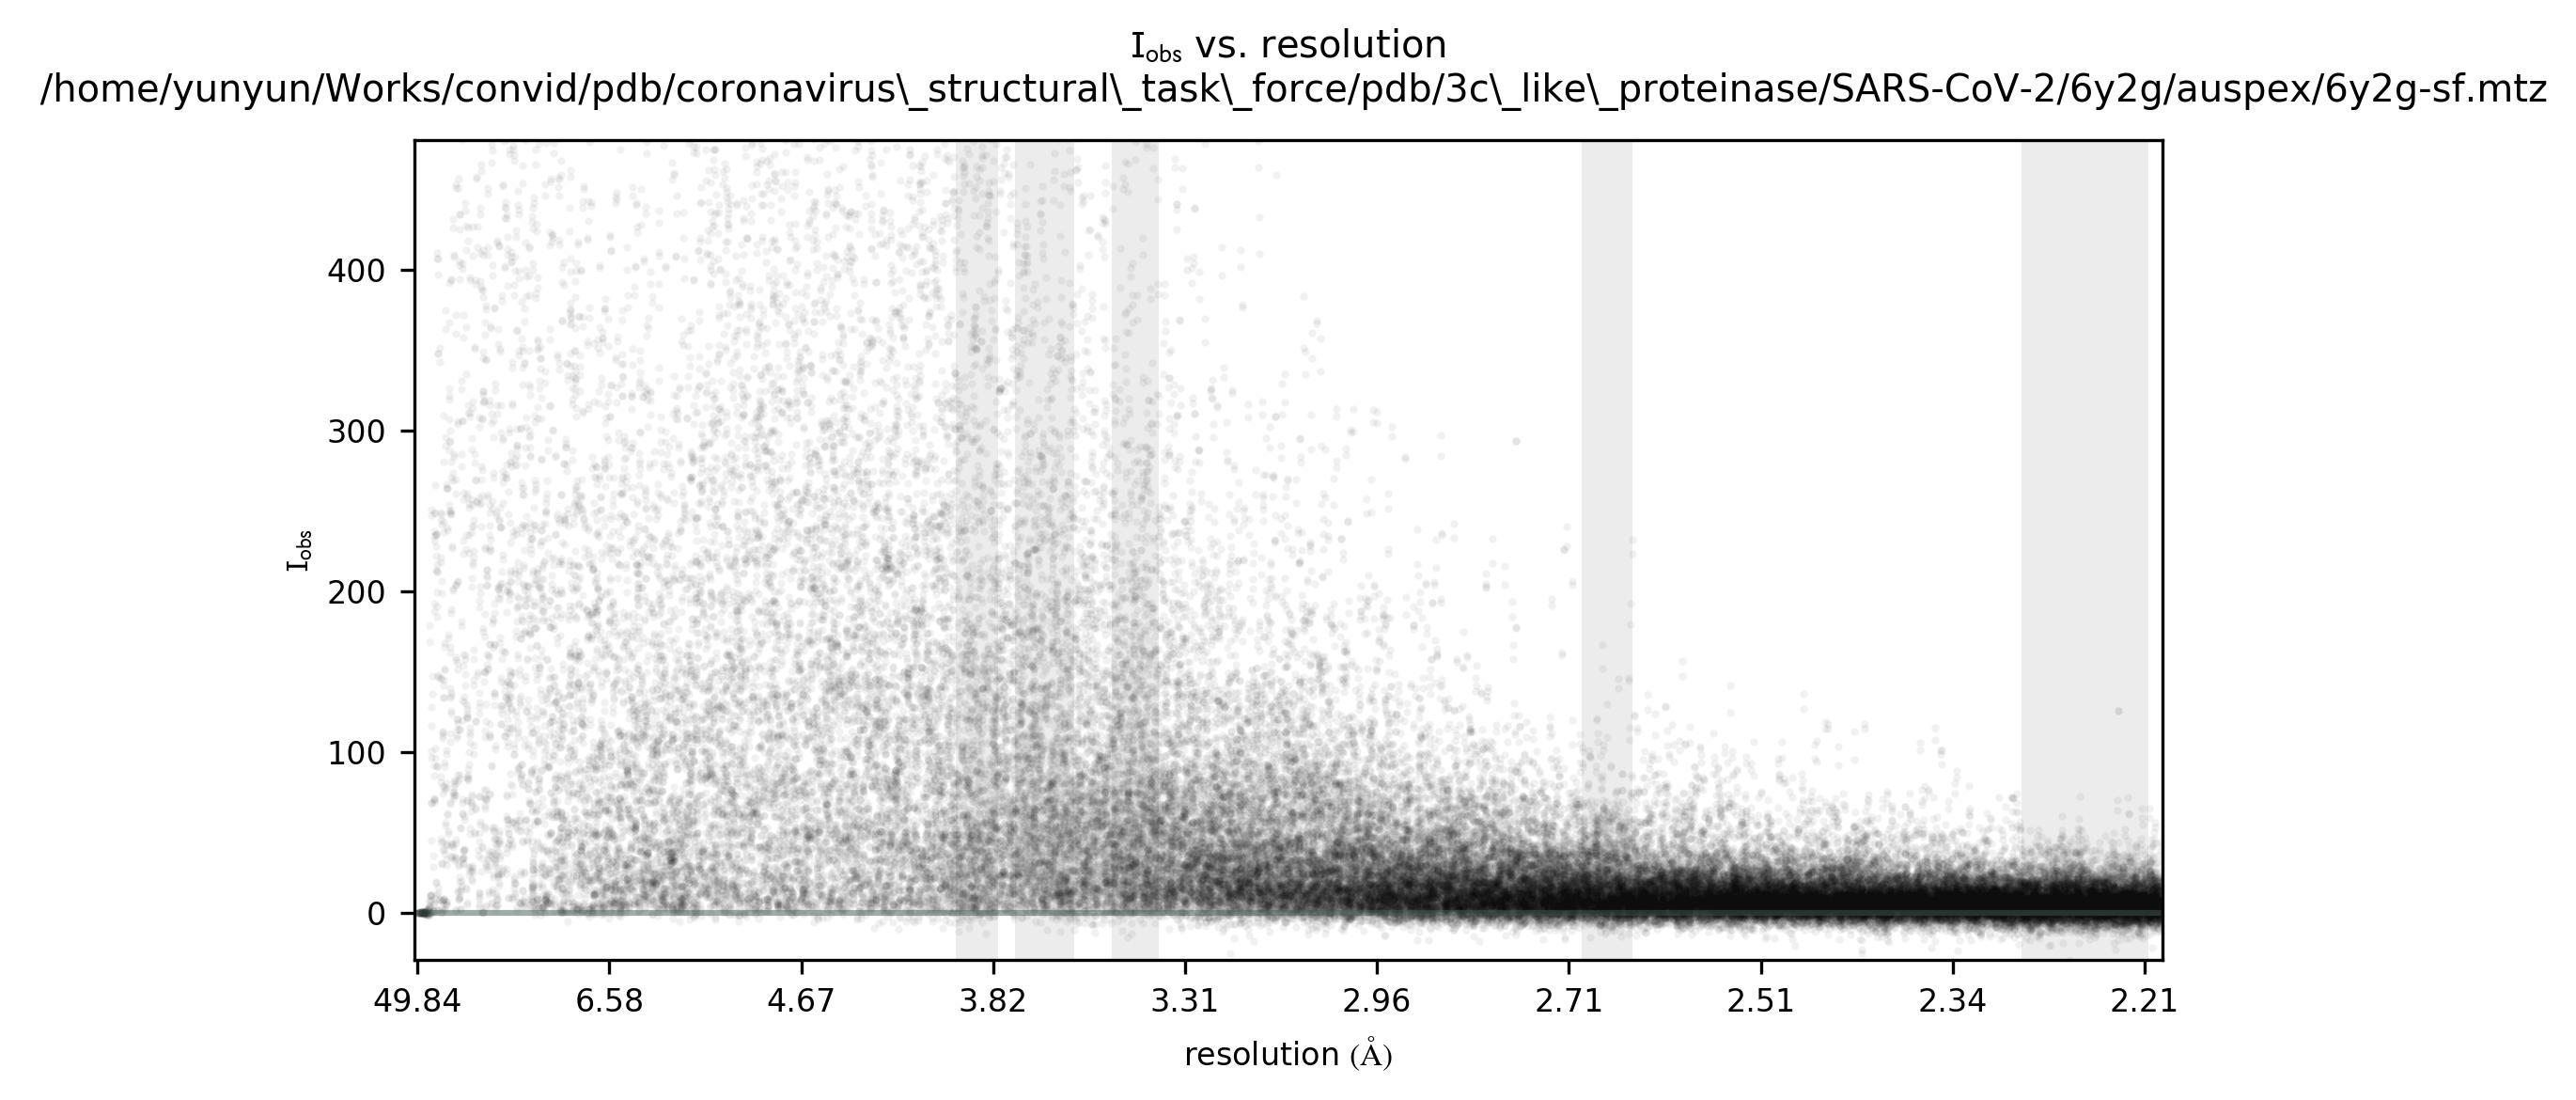 I_obs vs. resolution
/home/yunyun/Works/convid/pdb/coronavirus\_structural\_task\_force/pdb/3c\_like\_proteinase/SARS-CoV-2/6y2g/auspex/6y2g-sf.mtz
400
300
I_obs
200
100
0
49.84 6.58 4.67 3.82 3.31 2.96 2.71 2.51 2.34 2.21
resolution (Å)